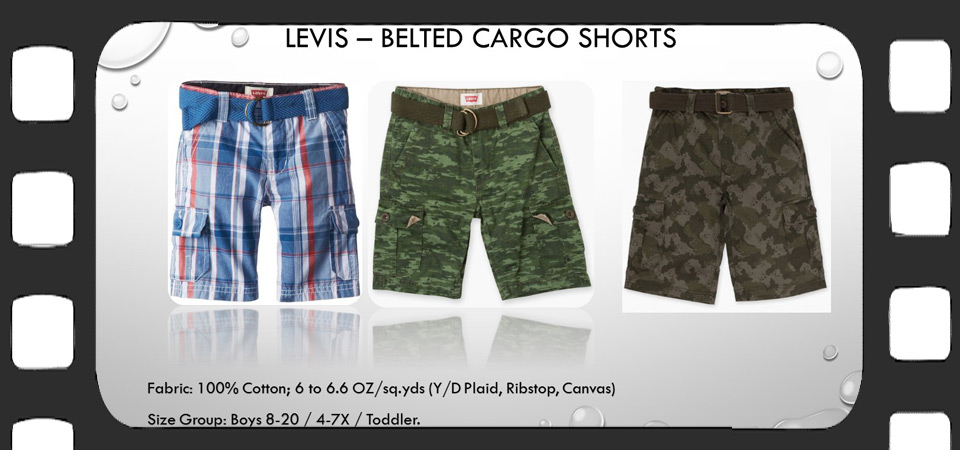 LEVIS – BELTED CARGO SHORTS
Fabric: 100% Cotton; 6 to 6.6 OZ/sq.yds (Y/D Plaid, Ribstop, Canvas)
Size Group: Boys 8-20 / 4-7X / Toddler.